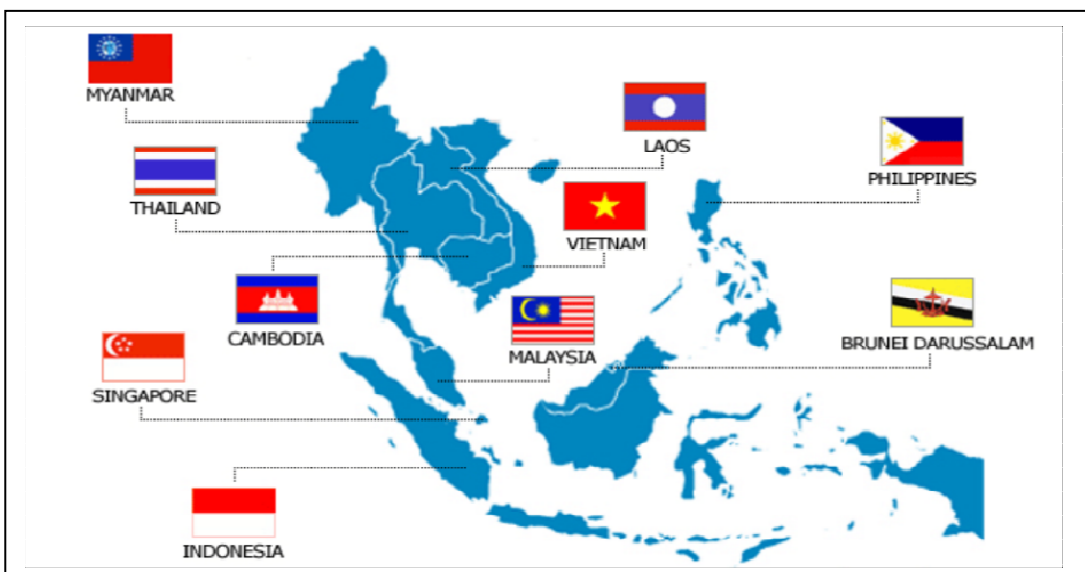 MYANMAR
LAOS
PHILIPPINES
THAILAND
VIETNAM
CAMBODIA
MALAYSIA
BRUNEI DARUSSALAM
SINGAPORE
INDONESIA